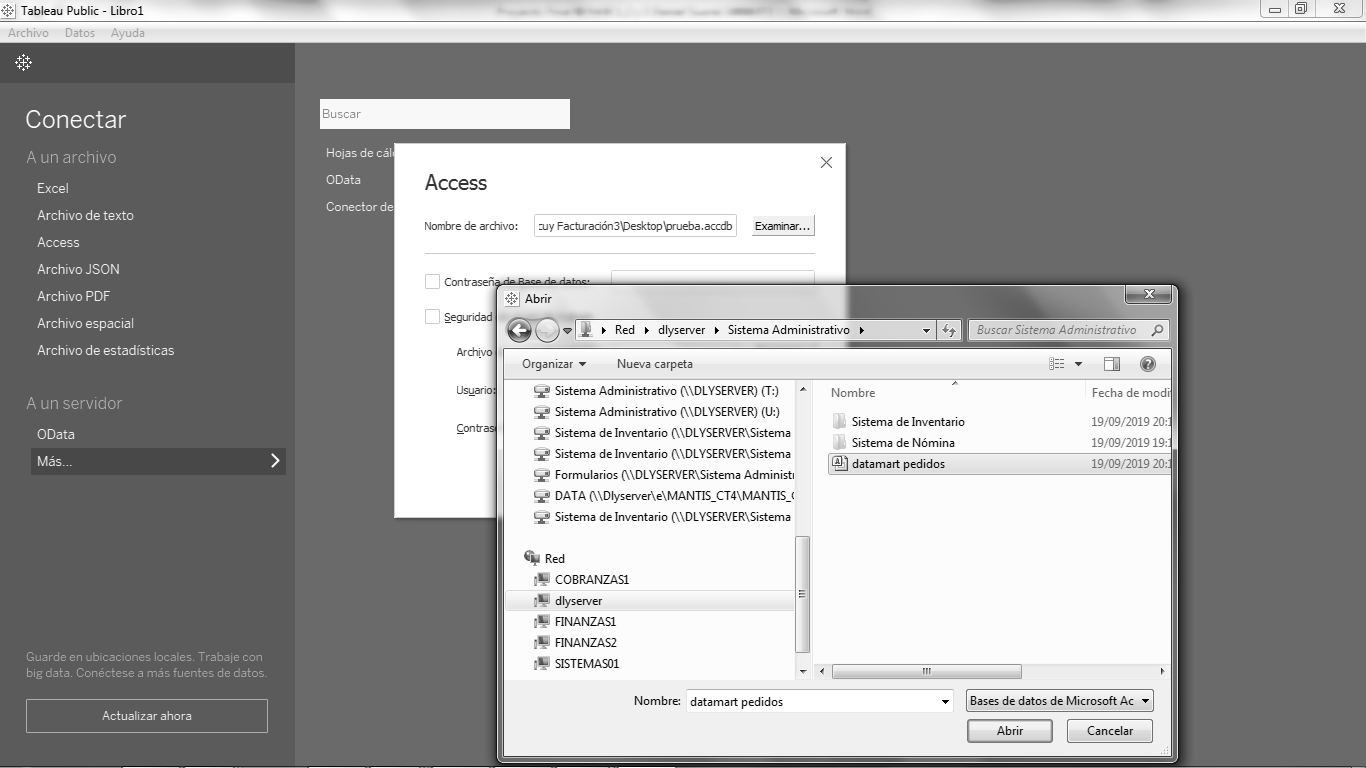 Tableau Public - Libro1
Archivo Datos Ayuda
Conectar
A un archivo
Excel
Archivo de texto
Access
Archivo JSON
Archivo PDF
Archivo espacial
Archivo de estadísticas
A un servidor
OData
Más...
Guarde en ubicaciones locales. Trabaje con
big data. Conéctese a más fuentes de datos.
Actualizar ahora
Buscar
Hojas de cál
OData
Conector de
Access
Nombre de archivo: cuy Facturación3\Desktop\prueba.accdb Examinar...
Contraseña de Base de datos:
Seguridad
Archivo
Usuario:
Contras
Abrir
Red dlyserver Sistema Administrativo
Buscar Sistema Administrativo
Organizar Nueva carpeta
Sistema Administrativo (\\DLYSERVER) (T:)
Sistema Administrativo (\\DLYSERVER) (U:)
Sistema de Inventario (\\DLYSERVER\Sistema
Sistema de Inventario (\\DLYSERVER\Sistema
Formularios (\\DLYSERVER\Sistema Administr
DATA (\\Dlyserver\e\MANTIS_CT4\MANTIS_C
Sistema de Inventario (\\DLYSERVER\Sistema
Red
COBRANZAS1
dlyserver
FINANZAS1
FINANZAS2
SISTEMAS01
Nombre Fecha de modi
Sistema de Inventario 19/09/2019 20:1
Sistema de Nómina 19/09/2019 19:1
datamart pedidos 19/09/2019 20:1
Nombre: datamart pedidos Bases de datos de Microsoft Ac
Abrir Cancelar